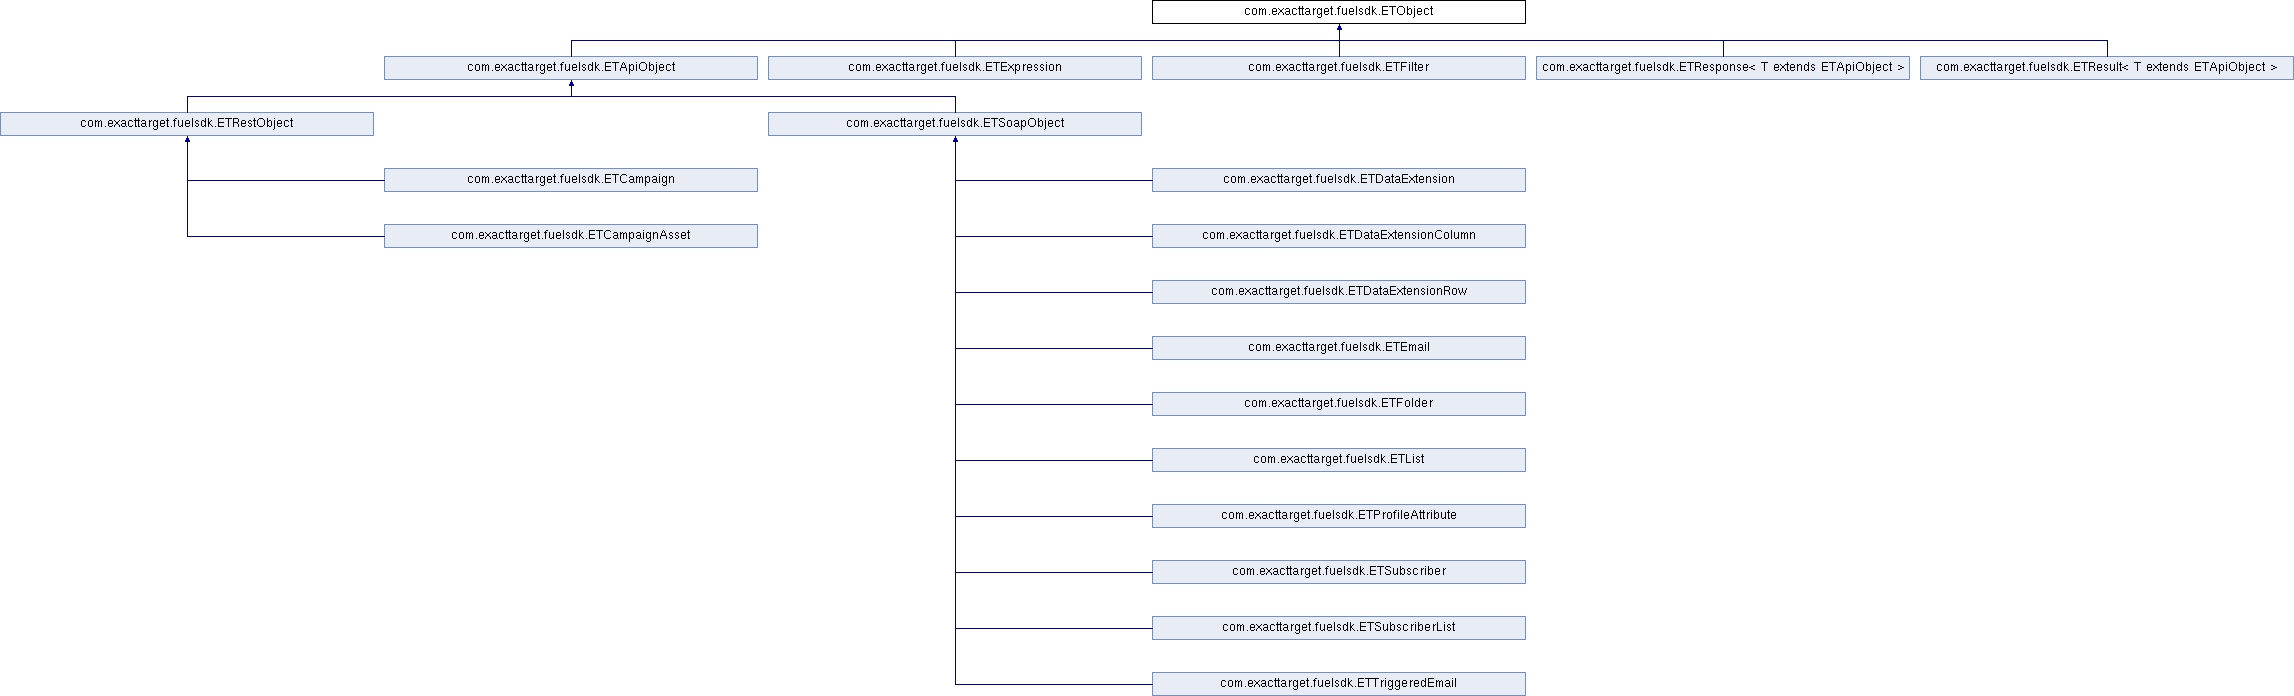 com.exacttarget.fuelsdk.ETObject
com.exacttarget.fuelsdk.ETApiObject
com.exacttarget.fuelsdk.ETExpression
com.exacttarget.fuelsdk.ETFilter
com.exacttarget.fuelsdk.ETResponse< T extends ETApiObject >
com.exacttarget.fuelsdk.ETResult< T extends ETApiObject >
com.exacttarget.fuelsdk.ETRestObject
com.exacttarget.fuelsdk.ETSoapObject
com.exacttarget.fuelsdk.ETCampaign
com.exacttarget.fuelsdk.ETDataExtension
com.exacttarget.fuelsdk.ETCampaignAsset
com.exacttarget.fuelsdk.ETDataExtensionColumn
com.exacttarget.fuelsdk.ETDataExtensionRow
com.exacttarget.fuelsdk.ETEmail
com.exacttarget.fuelsdk.ETFolder
com.exacttarget.fuelsdk.ETList
com.exacttarget.fuelsdk.ETProfileAttribute
com.exacttarget.fuelsdk.ETSubscriber
com.exacttarget.fuelsdk.ETSubscriberList
com.exacttarget.fuelsdk.ETTriggeredEmail